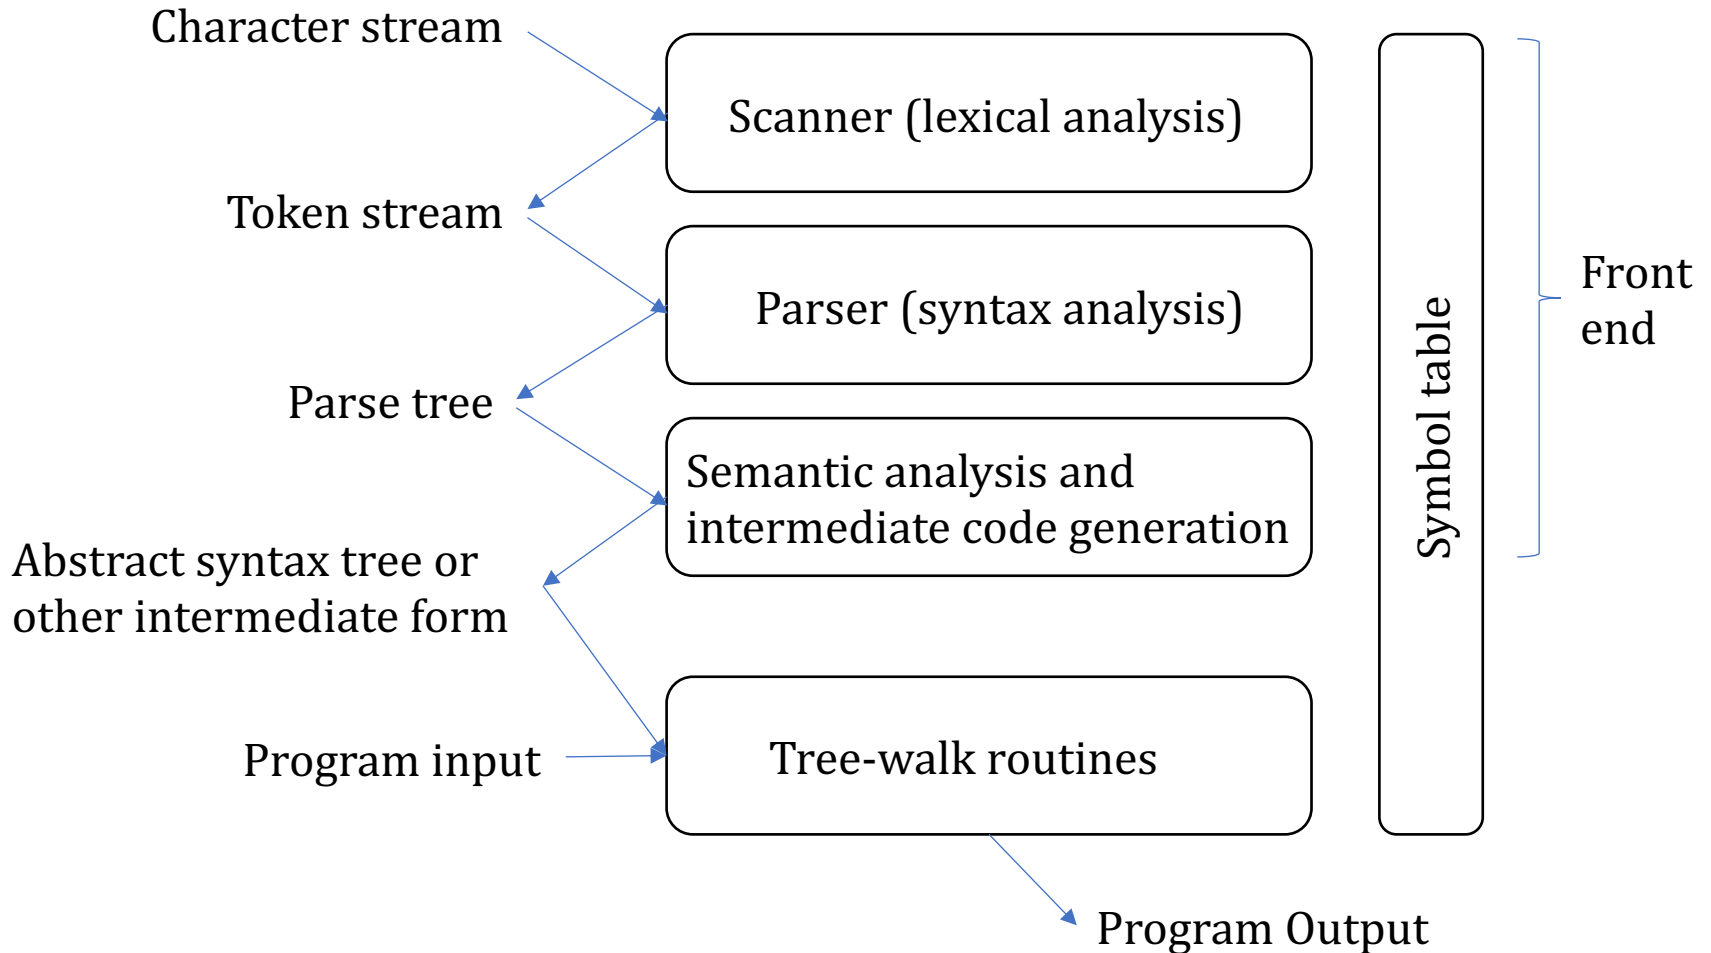 Character stream
Scanner (lexical analysis)
Token stream
Parser (syntax analysis)
Parse tree
Semantic analysis and
intermediate code generation
Abstract syntax tree or
other intermediate form
Program input
Tree-walk routines
Program Output
Symbol table
Front
end